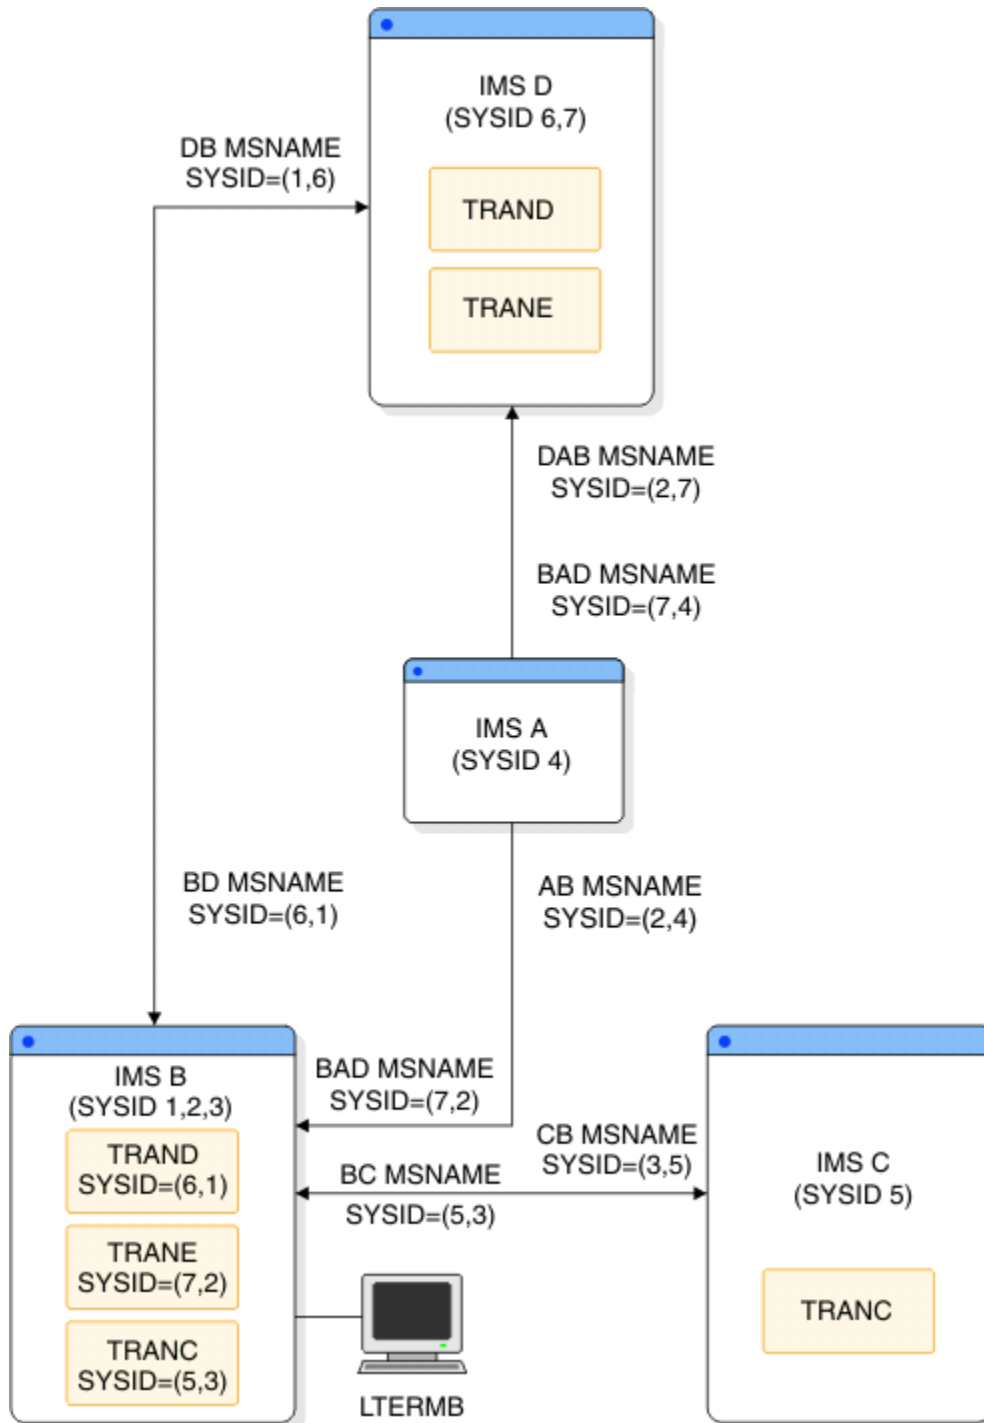 IMS D
(SYSID 6,7)
DB MSNAME
SYSID=(1,6)
TRAND
TRANE
DAB MSNAME
SYSID=(2,7)
BAD MSNAME
SYSID=(7,4)
IMS A
(SYSID 4)
BD MSNAME
SYSID=(6,1)
AB MSNAME
SYSID=(2,4)
BAD MSNAME
SYSID=(7,2)
IMS B
(SYSID 1,2,3)
TRAND
SYSID=(6,1)
TRANE
SYSID=(7,2)
TRANC
SYSID=(5,3)
BC MSNAME
SYSID=(5,3)
CB MSNAME
SYSID=(3,5)
IMS C
(SYSID 5)
TRANC
LTERMB